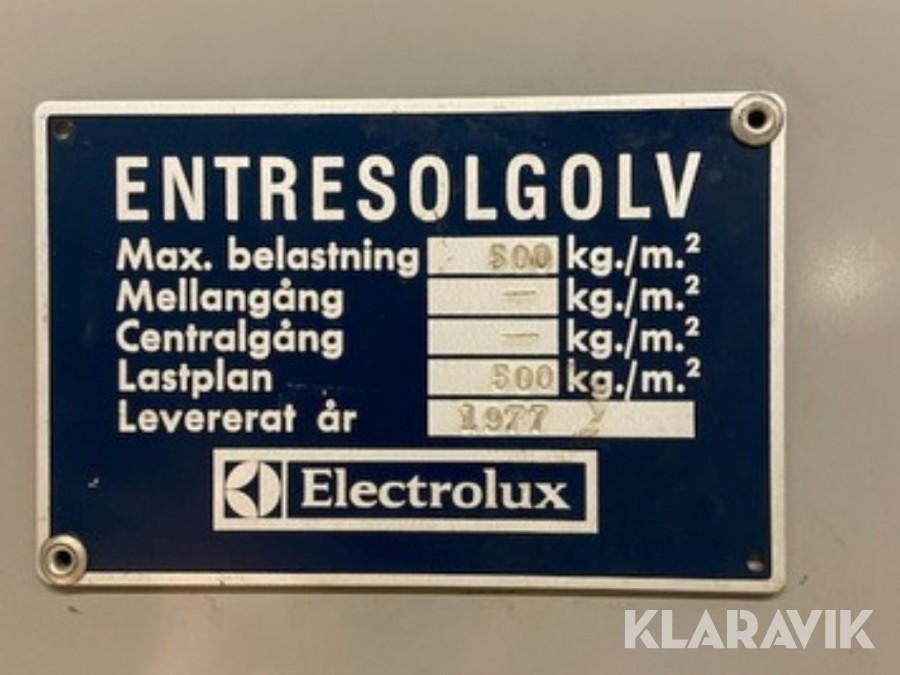 ENTRESOLGOLV
Max. belastning 500 kg./m.²
Mellangång — kg./m.²
Centralgång — kg./m.²
Lastplan 500 kg./m.²
Levererat år 1977
Electrolux
KLARAVIK